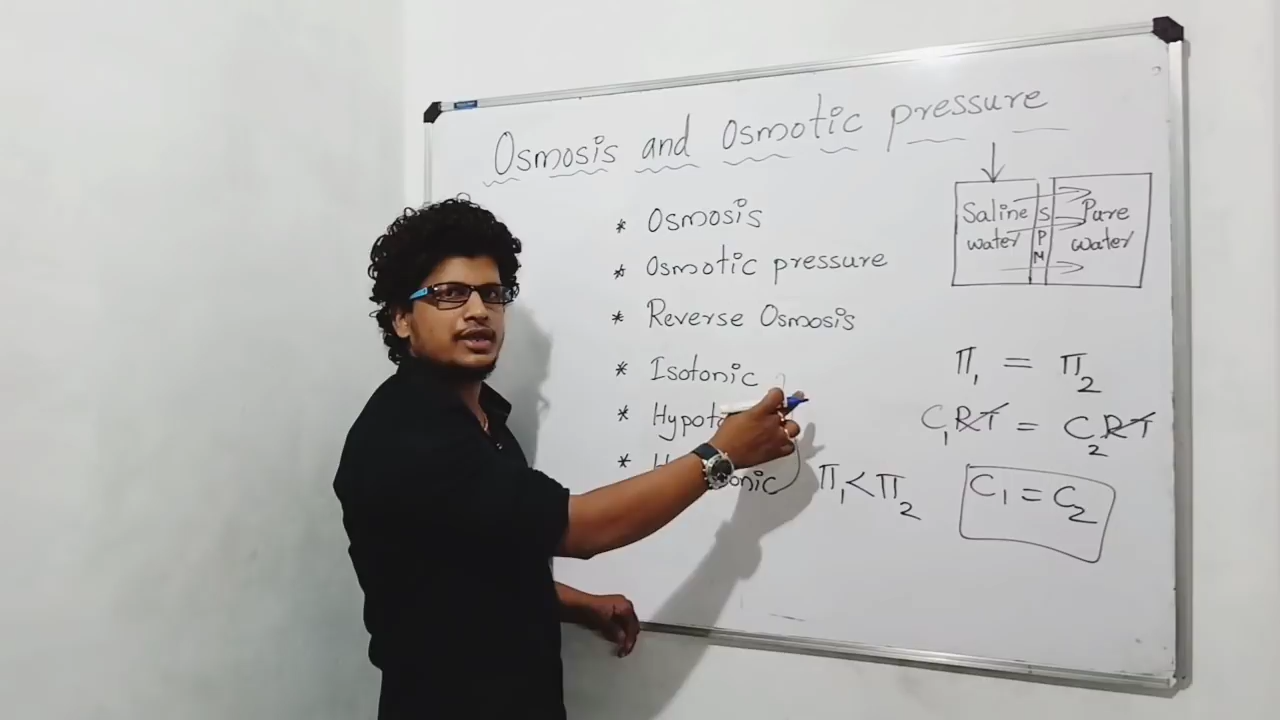 Osmosis and Osmotic pressure
* Osmosis
* Osmotic pressure
* Reverse Osmosis
* Isotonic
*
*
π₁ < π₂
Saline water
S P M
Pure water
π₁ = π₂
C₁RT = C₂RT
C₁ = C₂